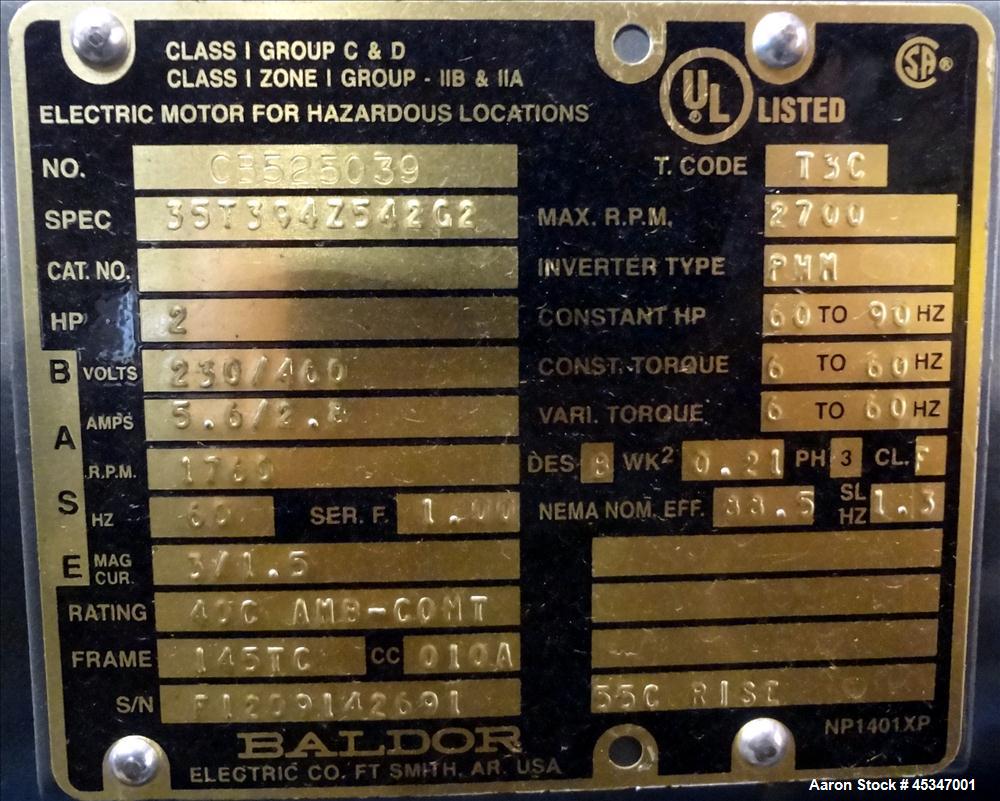 CLASS I GROUP C & D
CLASS I ZONE I GROUP - IIB & IIA
ELECTRIC MOTOR FOR HAZARDOUS LOCATIONS
UL LISTED
SA
NO. CB525039
T. CODE T3C
SPEC 35T394Z542G2
MAX. R.P.M. 2700
CAT. NO.
INVERTER TYPE PWM
HP 2
CONSTANT HP 60 TO 90 HZ
BASE
VOLTS 230/460
CONST. TORQUE 6 TO 60 HZ
AMPS 5.6/2.8
VARI. TORQUE 6 TO 60 HZ
R.P.M. 1760
DES B WK² 0.21 PH 3 CL. F
HZ 60 SER. F. 1.00
NEMA NOM. EFF. 88.5 SL HZ 1.3
MAG CUR. 3/1.5
RATING 40C AMB-CONT
FRAME 145TC CC 010A
S/N F1209142691
55C RISE
NP1401XP
BALDOR
ELECTRIC CO. FT SMITH, AR. USA
Aaron Stock # 45347001